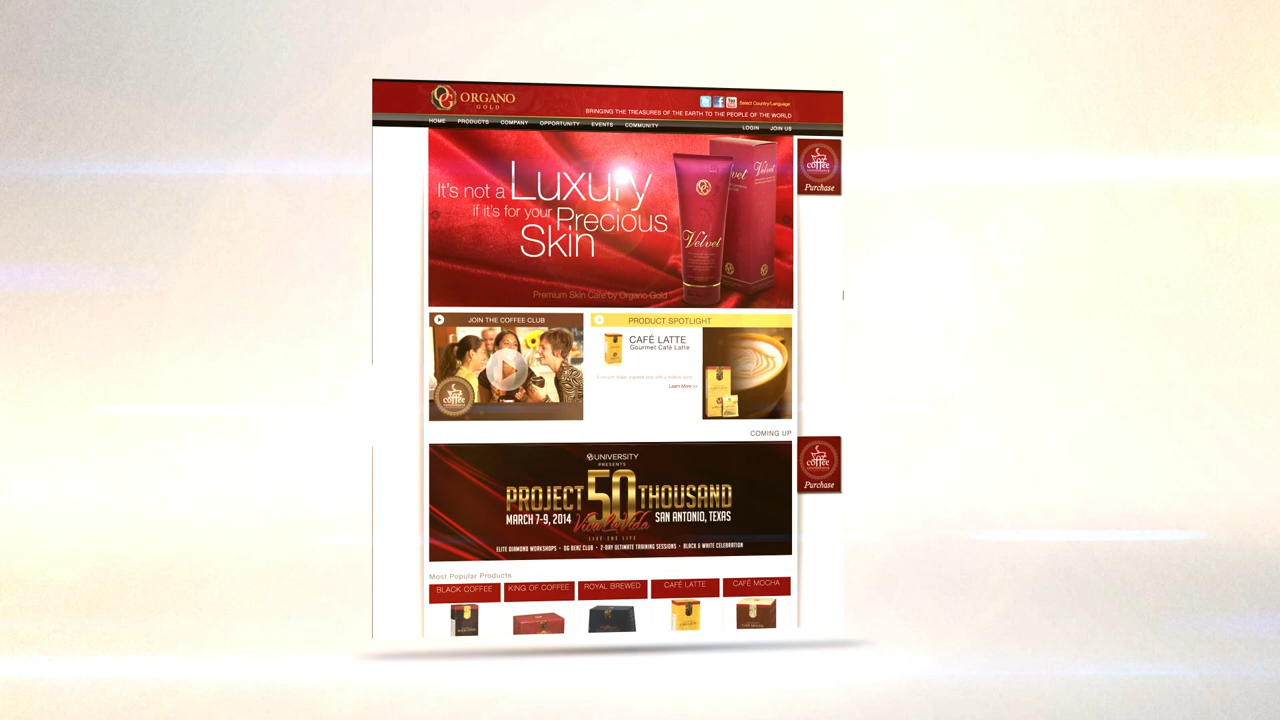 ORGANO
GOLD
Select Country/Language
BRINGING THE TREASURES OF THE EARTH TO THE PEOPLE OF THE WORLD
HOME PRODUCTS COMPANY OPPORTUNITY EVENTS COMMUNITY LOGIN JOIN US
It's not a Luxury
if it's for your Precious
Skin
Premium Skin Care by Organo Gold
Velvet
Velvet
coffee
Purchase
JOIN THE COFFEE CLUB
PRODUCT SPOTLIGHT
CAFÉ LATTE
Gourmet Café Latte
Learn More >>
COMING UP
UNIVERSITY
PRESENTS
PROJECT 50 THOUSAND
MARCH 7-9, 2014 Viva La Vida SAN ANTONIO, TEXAS
LIVE THE LIFE
ELITE DIAMOND WORKSHOPS • OG BENZ CLUB • 2-DAY ULTIMATE TRAINING SESSIONS • BLACK & WHITE CELEBRATION
coffee
Purchase
Most Popular Products
BLACK COFFEE KING OF COFFEE ROYAL BREWED CAFÉ LATTE CAFÉ MOCHA